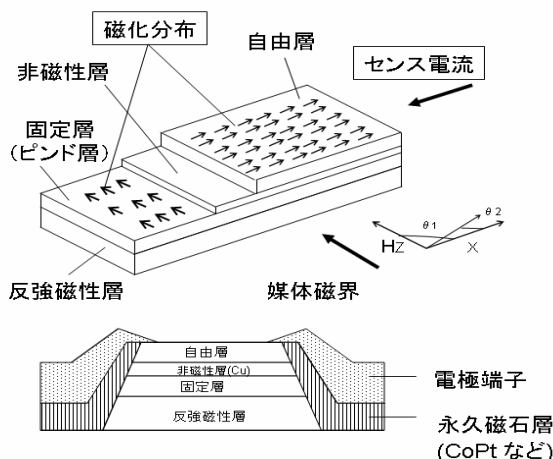 磁化分布
自由層
非磁性層
センス電流
固定層
(ピンド層)
θ1
θ2
HZ
X
反強磁性層
媒体磁界
自由層
非磁性層(Cu)
固定層
反強磁性層
電極端子
永久磁石層
(CoPt など)